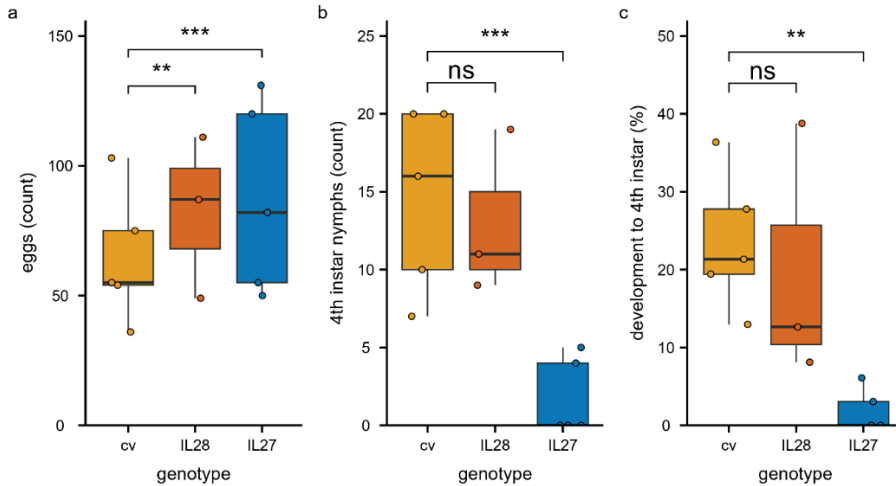 a
eggs (count)
150
100
50
0
***
**
cv IL28 IL27
genotype
b
4th instar nymphs (count)
25
20
15
10
5
0
***
ns
cv IL28 IL27
genotype
c
development to 4th instar (%)
50
40
30
20
10
0
**
ns
cv IL28 IL27
genotype